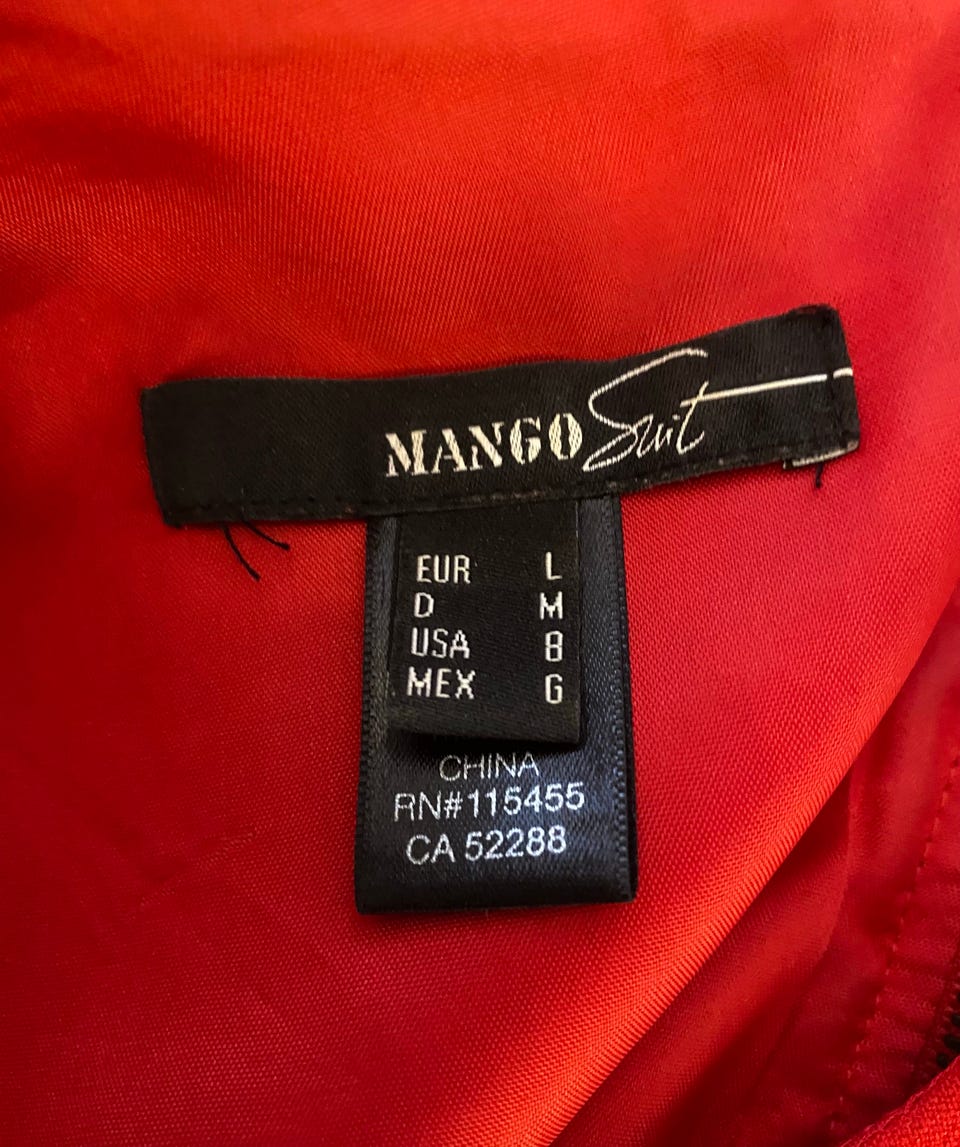 MANGO Suit
EUR L
D M
USA 8
MEX G
CHINA
RN#115455
CA 52288